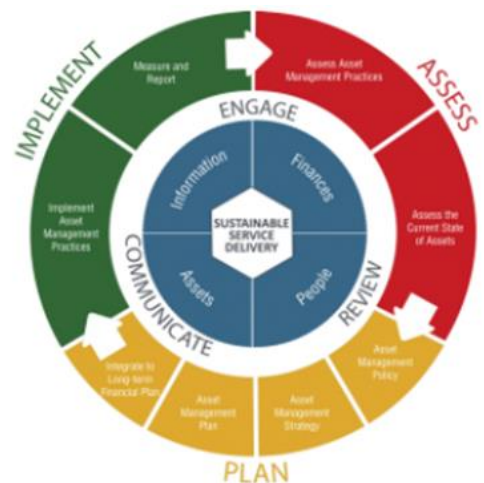 IMPLEMENT
ASSESS
PLAN
Measure and
Report
Assess Asset
Management Practices
Implement
Asset
Management
Practices
Assess the
Current State
of Assets
Integrate to
Long-term
Financial Plan
Asset
Management
Plan
Asset
Management
Strategy
Asset
Management
Policy
ENGAGE
COMMUNICATE
REVIEW
Information
Finances
Assets
People
SUSTAINABLE
SERVICE
DELIVERY